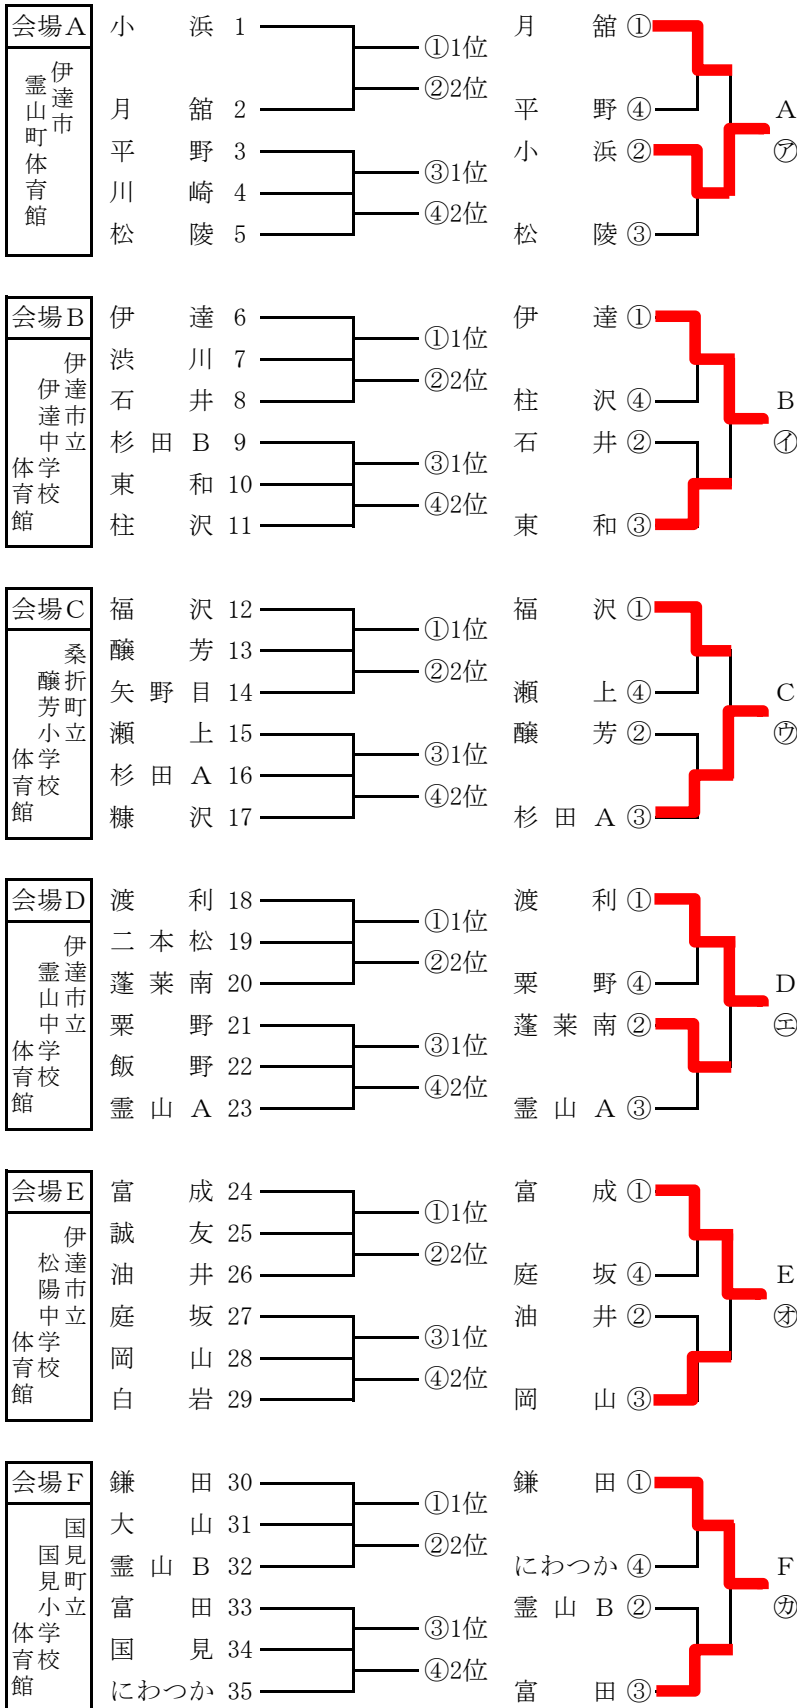 会場A
伊達市
霊山町体育館
小浜 1
月舘 2
平野 3
川崎 4
松陵 5
①1位
②2位
③1位
④2位
月舘 ①
平野 ④
小浜 ②
松陵 ③
A
㋐
会場B
伊達市立
伊達中学校
体育館
伊達 6
渋川 7
石井 8
杉田B 9
東和 10
柱沢 11
①1位
②2位
③1位
④2位
伊達 ①
柱沢 ④
石井 ②
東和 ③
B
㋑
会場C
桑折町立
醸芳小学校
体育館
福沢 12
醸芳 13
矢野目 14
瀬上 15
杉田A 16
糠沢 17
①1位
②2位
③1位
④2位
福沢 ①
瀬上 ④
醸芳 ②
杉田A ③
C
㋒
会場D
伊達市立
霊山中学校
体育館
渡利 18
二本松 19
蓬莱南 20
粟野 21
飯野 22
霊山A 23
①1位
②2位
③1位
④2位
渡利 ①
粟野 ④
蓬莱南 ②
霊山A ③
D
㋓
会場E
伊達市立
松陽中学校
体育館
富成 24
誠友 25
油井 26
庭坂 27
岡山 28
白岩 29
①1位
②2位
③1位
④2位
富成 ①
庭坂 ④
油井 ②
岡山 ③
E
㋔
会場F
国見町立
国見小学校
体育館
鎌田 30
大山 31
霊山B 32
富田 33
国見 34
にわつか 35
①1位
②2位
③1位
④2位
鎌田 ①
にわつか ④
霊山B ②
富田 ③
F
㋕